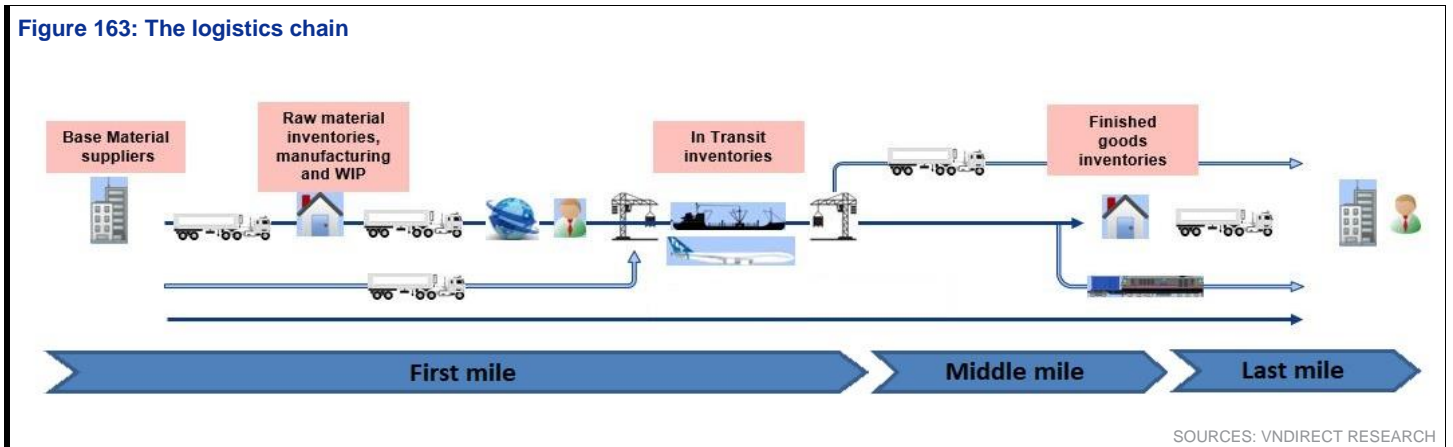 Figure 163: The logistics chain
Base Material
suppliers
Raw material
inventories,
manufacturing
and WIP
In Transit
inventories
Finished
goods
inventories
First mile
Middle mile
Last mile
SOURCES: VNDIRECT RESEARCH